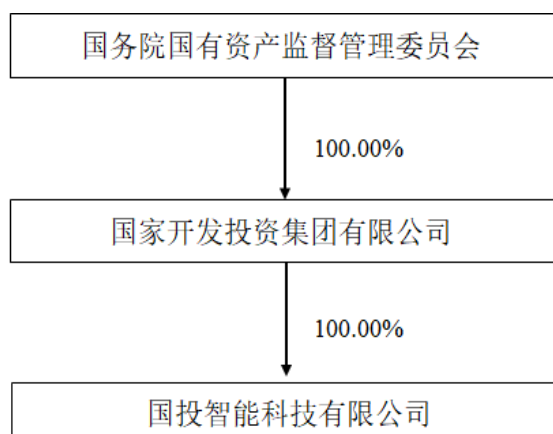 国务院国有资产监督管理委员会
100.00%
国家开发投资集团有限公司
100.00%
国投智能科技有限公司